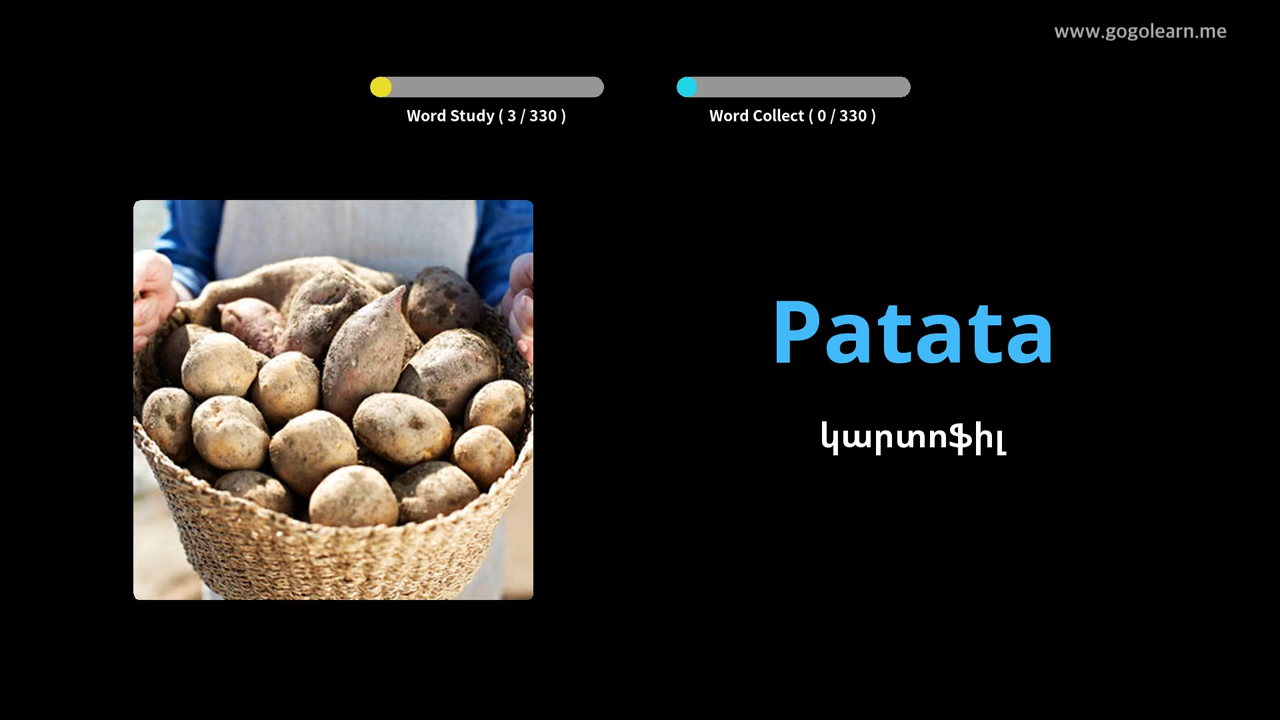 www.gogolearn.me
Word Study ( 3 / 330 )
Word Collect ( 0 / 330 )
Patata
կարտոֆիլ